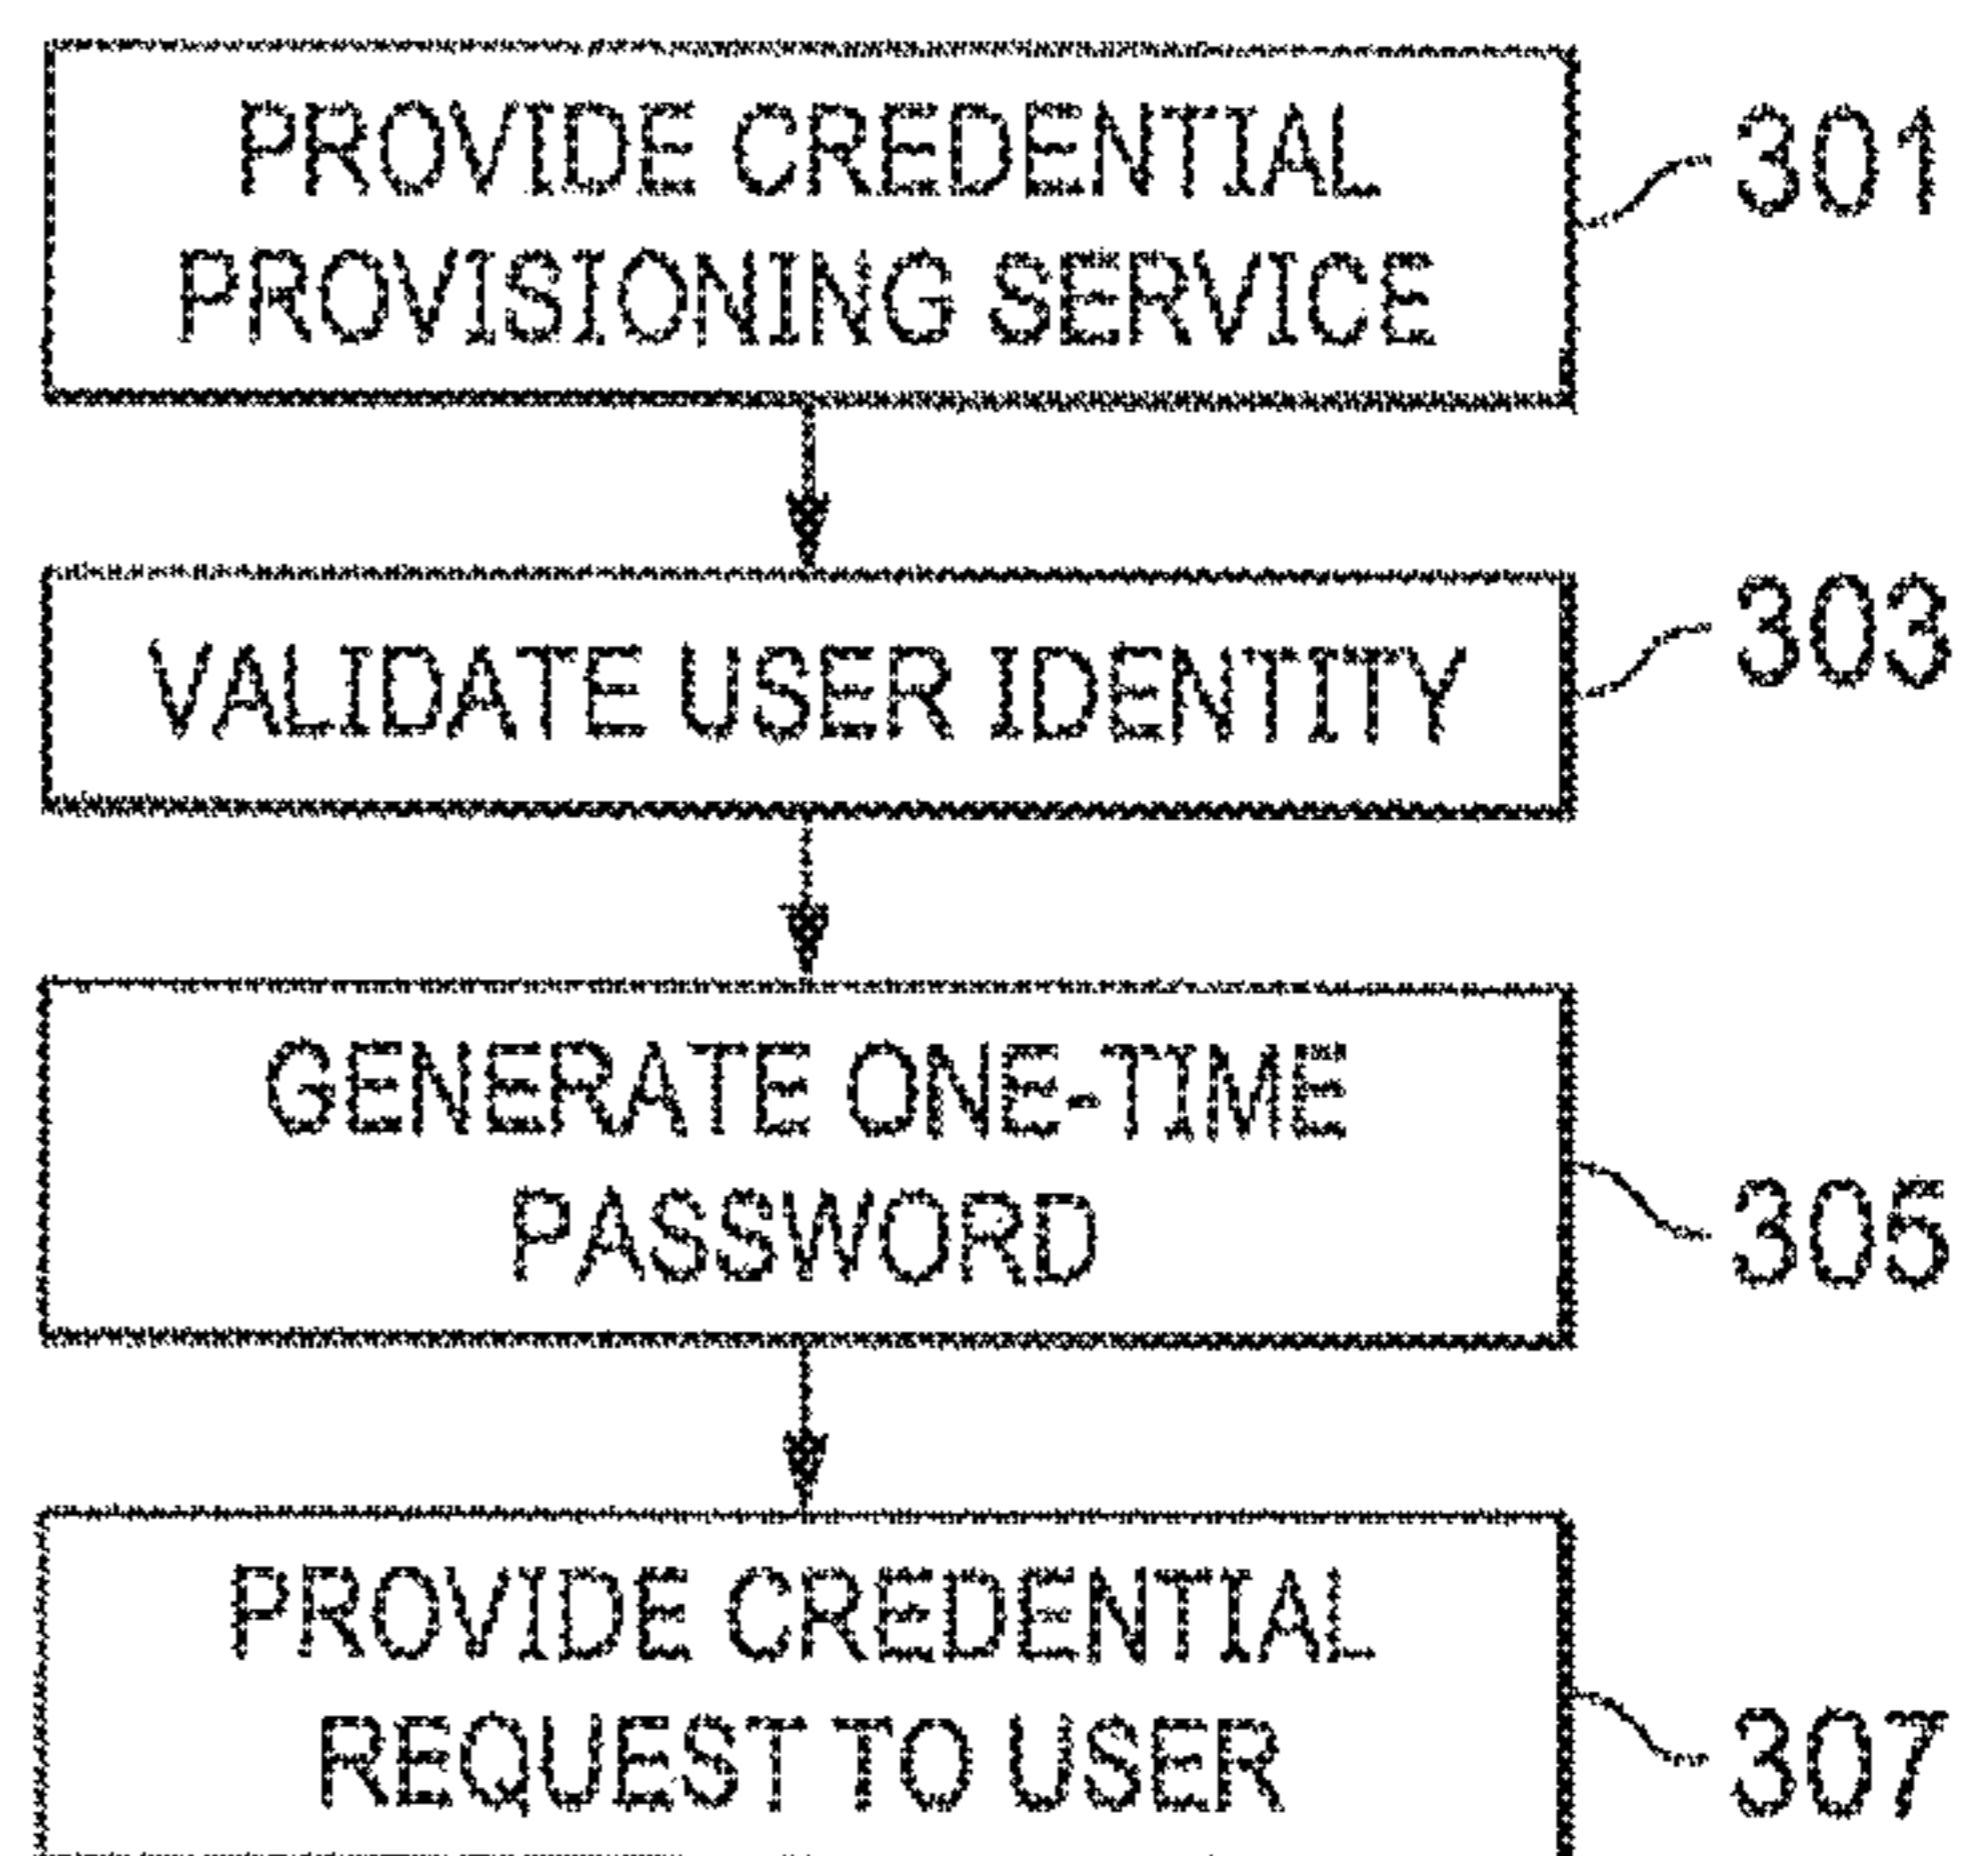 PROVIDE CREDENTIAL
PROVISIONING SERVICE
301
VALIDATE USER IDENTITY
303
GENERATE ONE-TIME
PASSWORD
305
PROVIDE CREDENTIAL
REQUEST TO USER
307